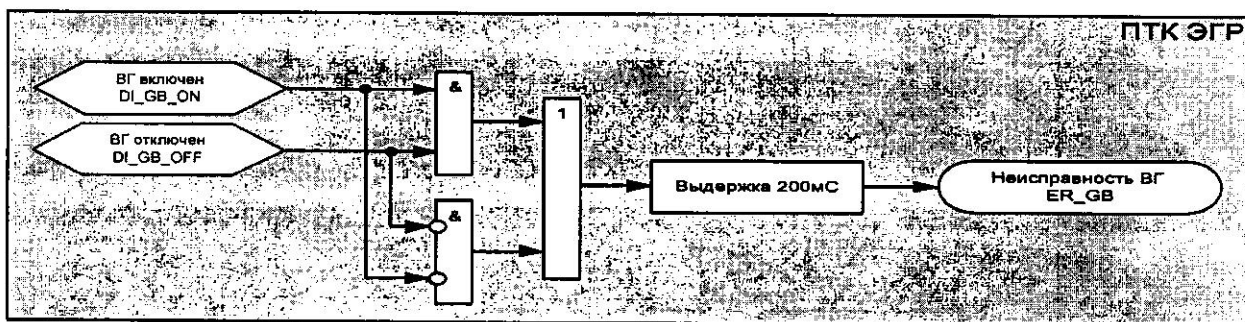 ПТК ЭГР
ВГ включен
DI_GB_ON
ВГ отключен
DI_GB_OFF
&
1
Выдержка 200мС
Неисправность ВГ
ER_GB
&